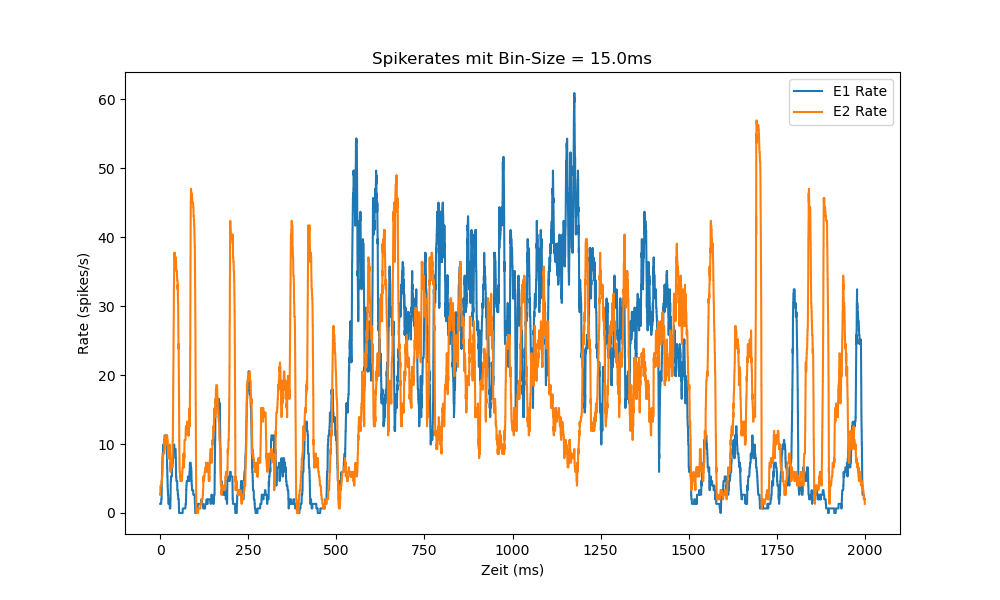 Spikerates mit Bin-Size = 15.0ms
E1 Rate
E2 Rate
60
50
40
30
20
10
0
Rate (spikes/s)
0 250 500 750 1000 1250 1500 1750 2000
Zeit (ms)